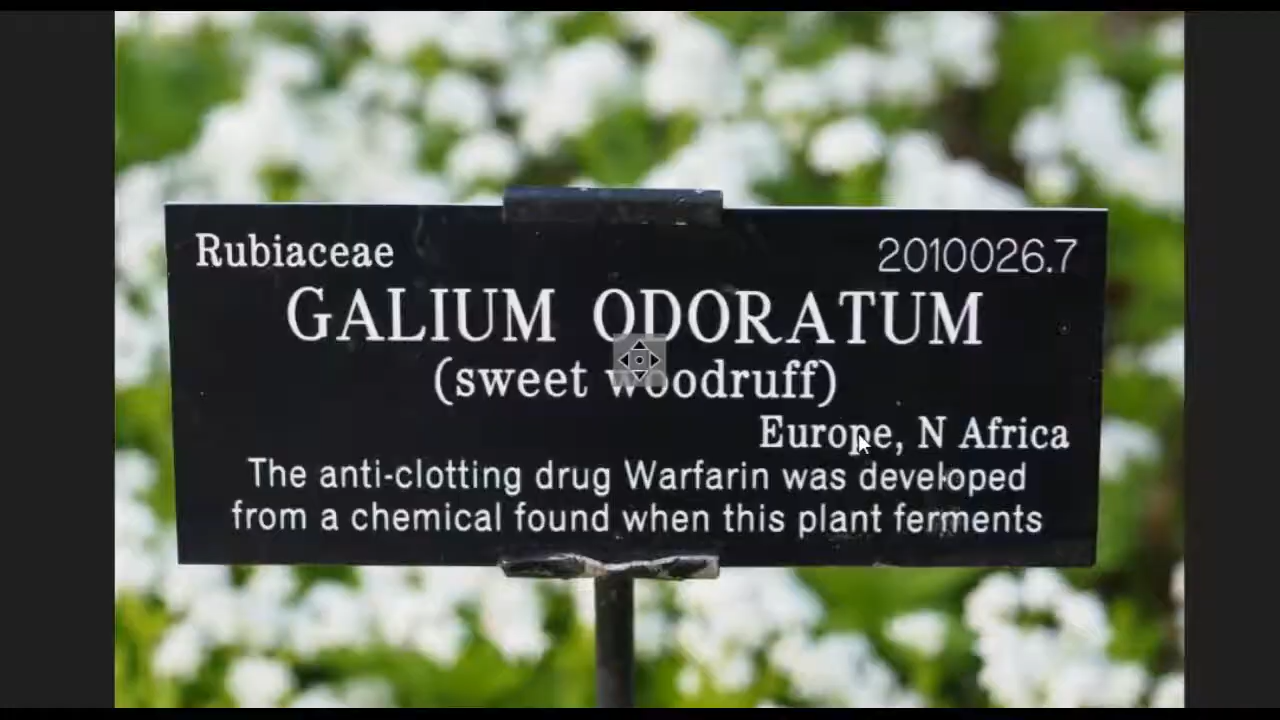 Rubiaceae 2010026.7
GALIUM ODORATUM
(sweet woodruff)
Europe, N Africa
The anti-clotting drug Warfarin was developed
from a chemical found when this plant ferments